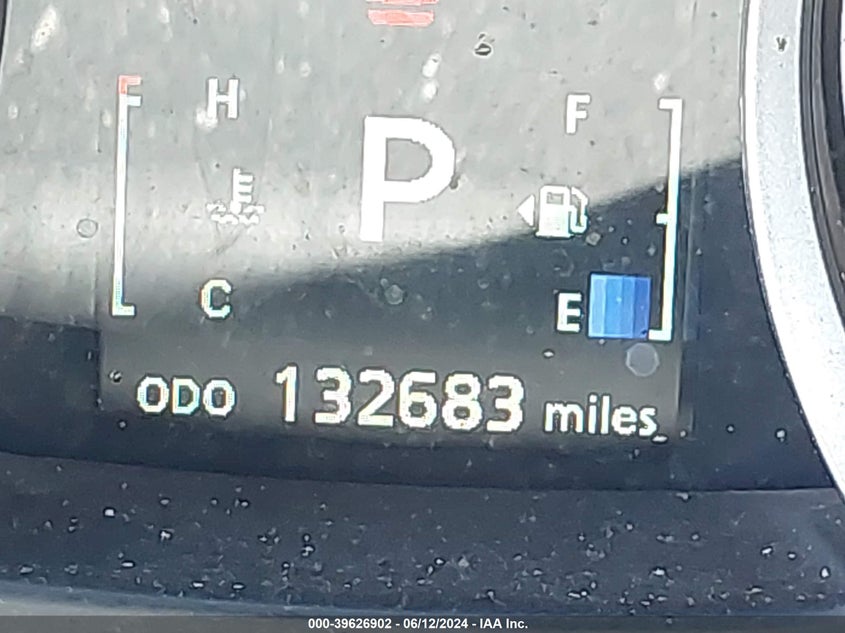 H F
P
C E
ODO 132683 miles
000-39626902 - 06/12/2024 - IAA Inc.